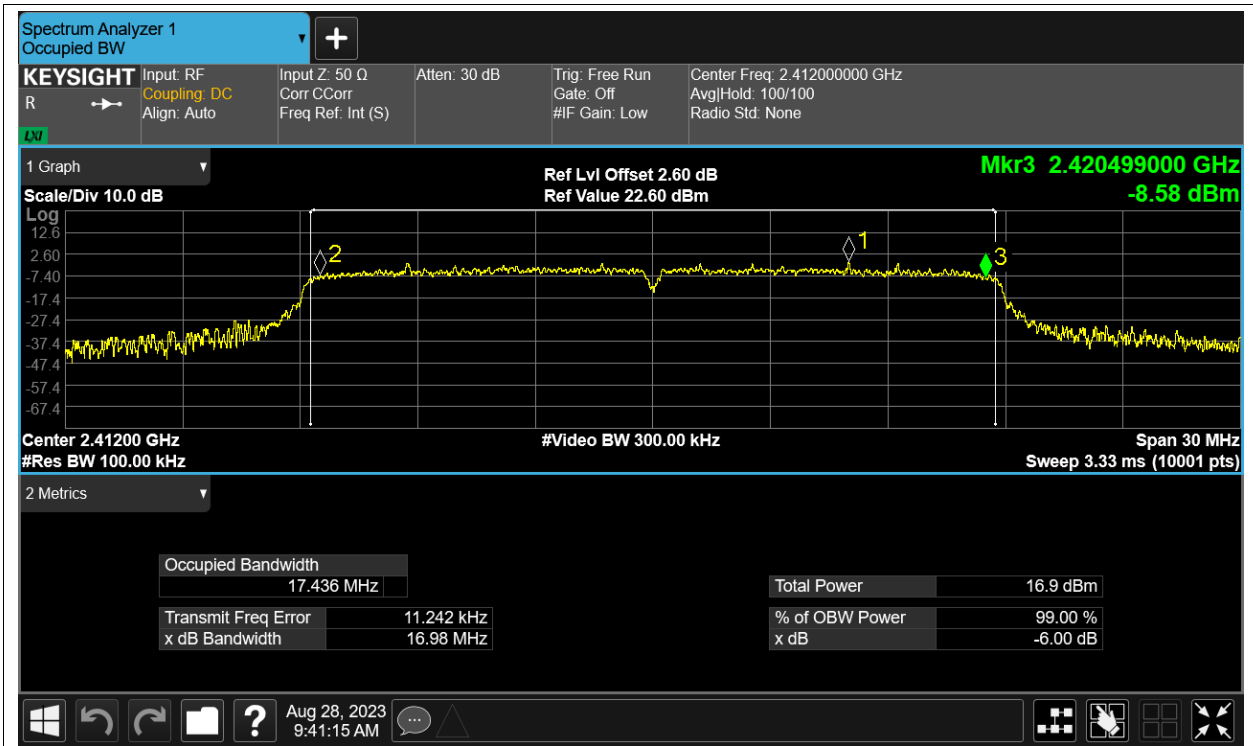 Spectrum Analyzer 1
Occupied BW
KEYSIGHT
R
LXI
Input: RF
Coupling: DC
Align: Auto
Input Z: 50 Ω
Corr CCorr
Freq Ref: Int (S)
Atten: 30 dB
Trig: Free Run
Gate: Off
#IF Gain: Low
Center Freq: 2.412000000 GHz
Avg|Hold: 100/100
Radio Std: None
1 Graph
Scale/Div 10.0 dB
Ref Lvl Offset 2.60 dB
Ref Value 22.60 dBm
Mkr3 2.420499000 GHz
-8.58 dBm
Log
12.6
2.60
-7.40
-17.4
-27.4
-37.4
-47.4
-57.4
-67.4
2
1
3
Center 2.41200 GHz
#Res BW 100.00 kHz
#Video BW 300.00 kHz
Span 30 MHz
Sweep 3.33 ms (10001 pts)
2 Metrics
Occupied Bandwidth
17.436 MHz
Transmit Freq Error 11.242 kHz
x dB Bandwidth 16.98 MHz
Total Power 16.9 dBm
% of OBW Power 99.00 %
x dB -6.00 dB
?
Aug 28, 2023
9:41:15 AM